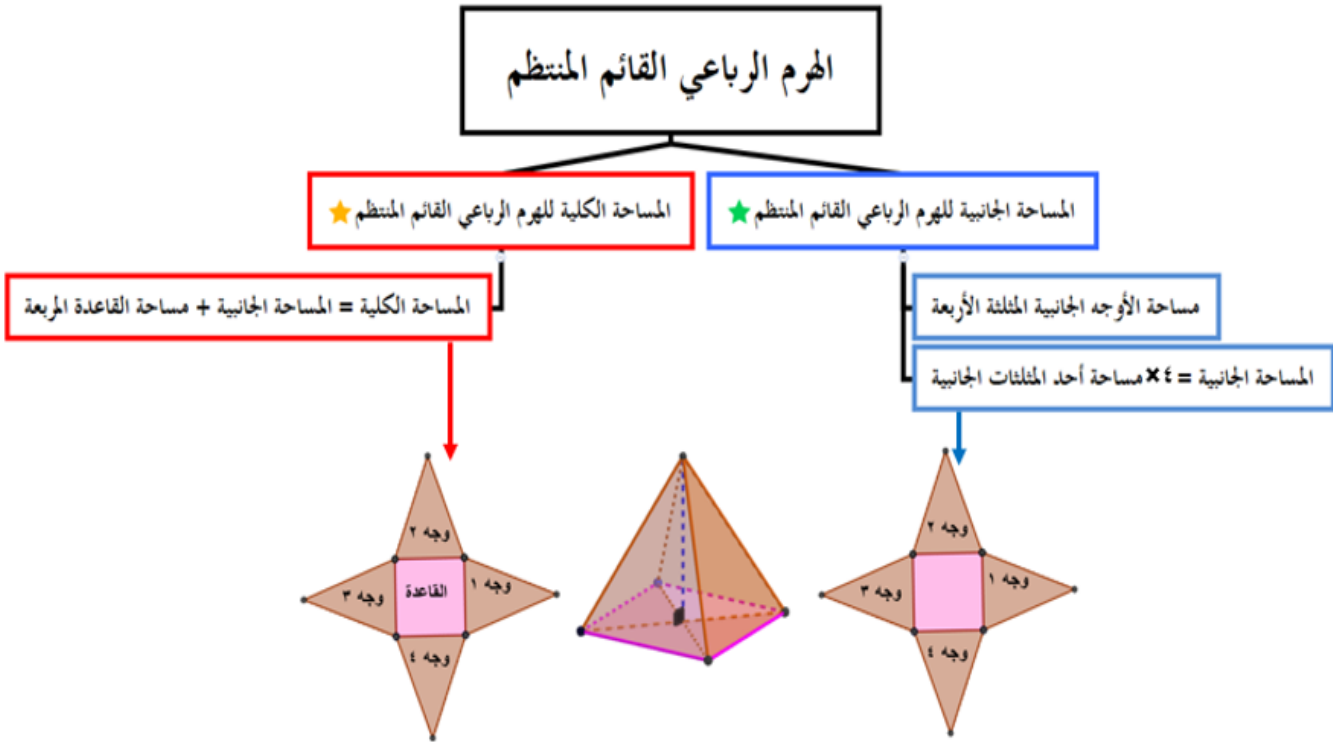 الهرم الرباعي القائم المنتظم
المساحة الجانبية للهرم الرباعي القائم المنتظم
المساحة الكلية للهرم الرباعي القائم المنتظم
مساحة الأوجه الجانبية المثلثة الأربعة
المساحة الكلية = المساحة الجانبية + مساحة القاعدة المربعة
المساحة الجانبية = ٤ × مساحة أحد المثلثات الجانبية
وجه ٢
وجه ١
وجه ٣
وجه ٤
وجه ٢
وجه ١
القاعدة
وجه ٣
وجه ٤